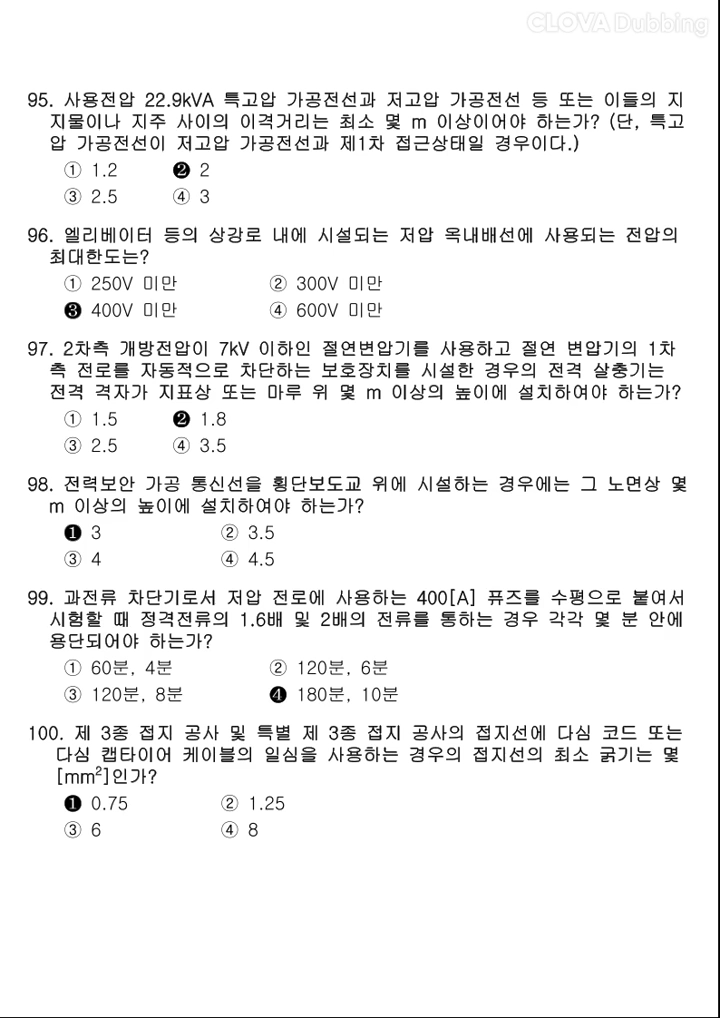 CLOVA Dubbing
95. 사용전압 22.9kVA 특고압 가공전선과 저고압 가공전선 등 또는 이들의 지
지물이나 지주 사이의 이격거리는 최소 몇 m 이상이어야 하는가? (단, 특고
압 가공전선이 저고압 가공전선과 제1차 접근상태일 경우이다.)
① 1.2 ❷ 2
③ 2.5 ④ 3
96. 엘리베이터 등의 상강로 내에 시설되는 저압 옥내배선에 사용되는 전압의
최대한도는?
① 250V 미만 ② 300V 미만
❸ 400V 미만 ④ 600V 미만
97. 2차측 개방전압이 7kV 이하인 절연변압기를 사용하고 절연 변압기의 1차
측 전로를 자동적으로 차단하는 보호장치를 시설한 경우의 전격 살충기는
전격 격자가 지표상 또는 마루 위 몇 m 이상의 높이에 설치하여야 하는가?
① 1.5 ❷ 1.8
③ 2.5 ④ 3.5
98. 전력보안 가공 통신선을 횡단보도교 위에 시설하는 경우에는 그 노면상 몇
m 이상의 높이에 설치하여야 하는가?
❶ 3 ② 3.5
③ 4 ④ 4.5
99. 과전류 차단기로서 저압 전로에 사용하는 400[A] 퓨즈를 수평으로 붙여서
시험할 때 정격전류의 1.6배 및 2배의 전류를 통하는 경우 각각 몇 분 안에
용단되어야 하는가?
① 60분, 4분 ② 120분, 6분
③ 120분, 8분 ❹ 180분, 10분
100. 제 3종 접지 공사 및 특별 제 3종 접지 공사의 접지선에 다심 코드 또는
다심 캡타이어 케이블의 일심을 사용하는 경우의 접지선의 최소 굵기는 몇
[mm²]인가?
❶ 0.75 ② 1.25
③ 6 ④ 8